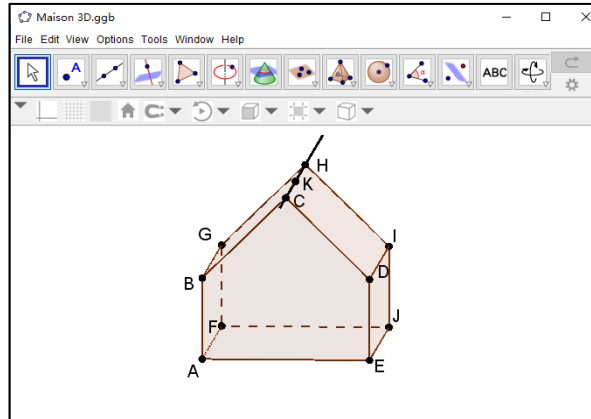 Maison 3D.ggb
File Edit View Options Tools Window Help
A α ABC
H
K
C
G
I
B
D
F
J
A
E